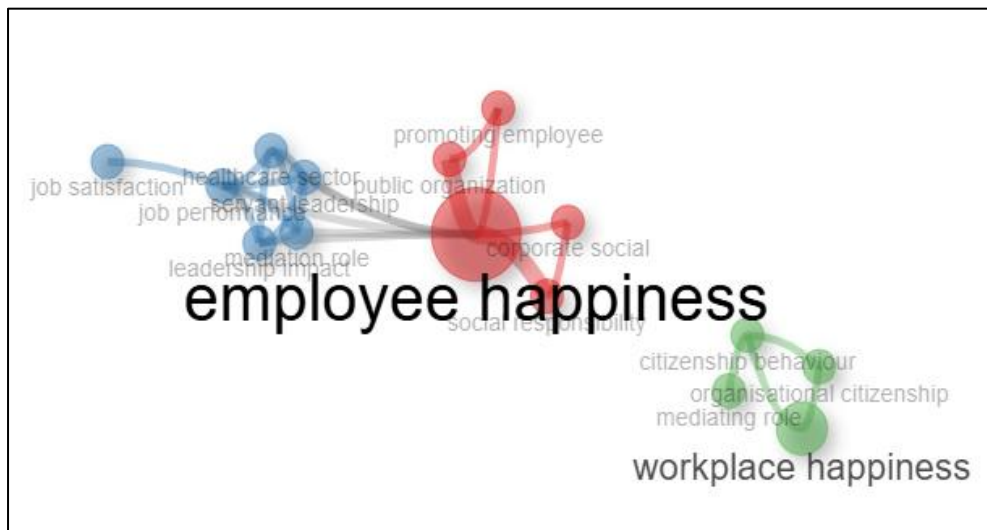 promoting employee
job satisfaction
healthcare sector
public organization
servant leadership
job performance
corporate social
mediation role
leadership impact
employee happiness
social responsibility
citizenship behaviour
organisational citizenship
mediating role
workplace happiness